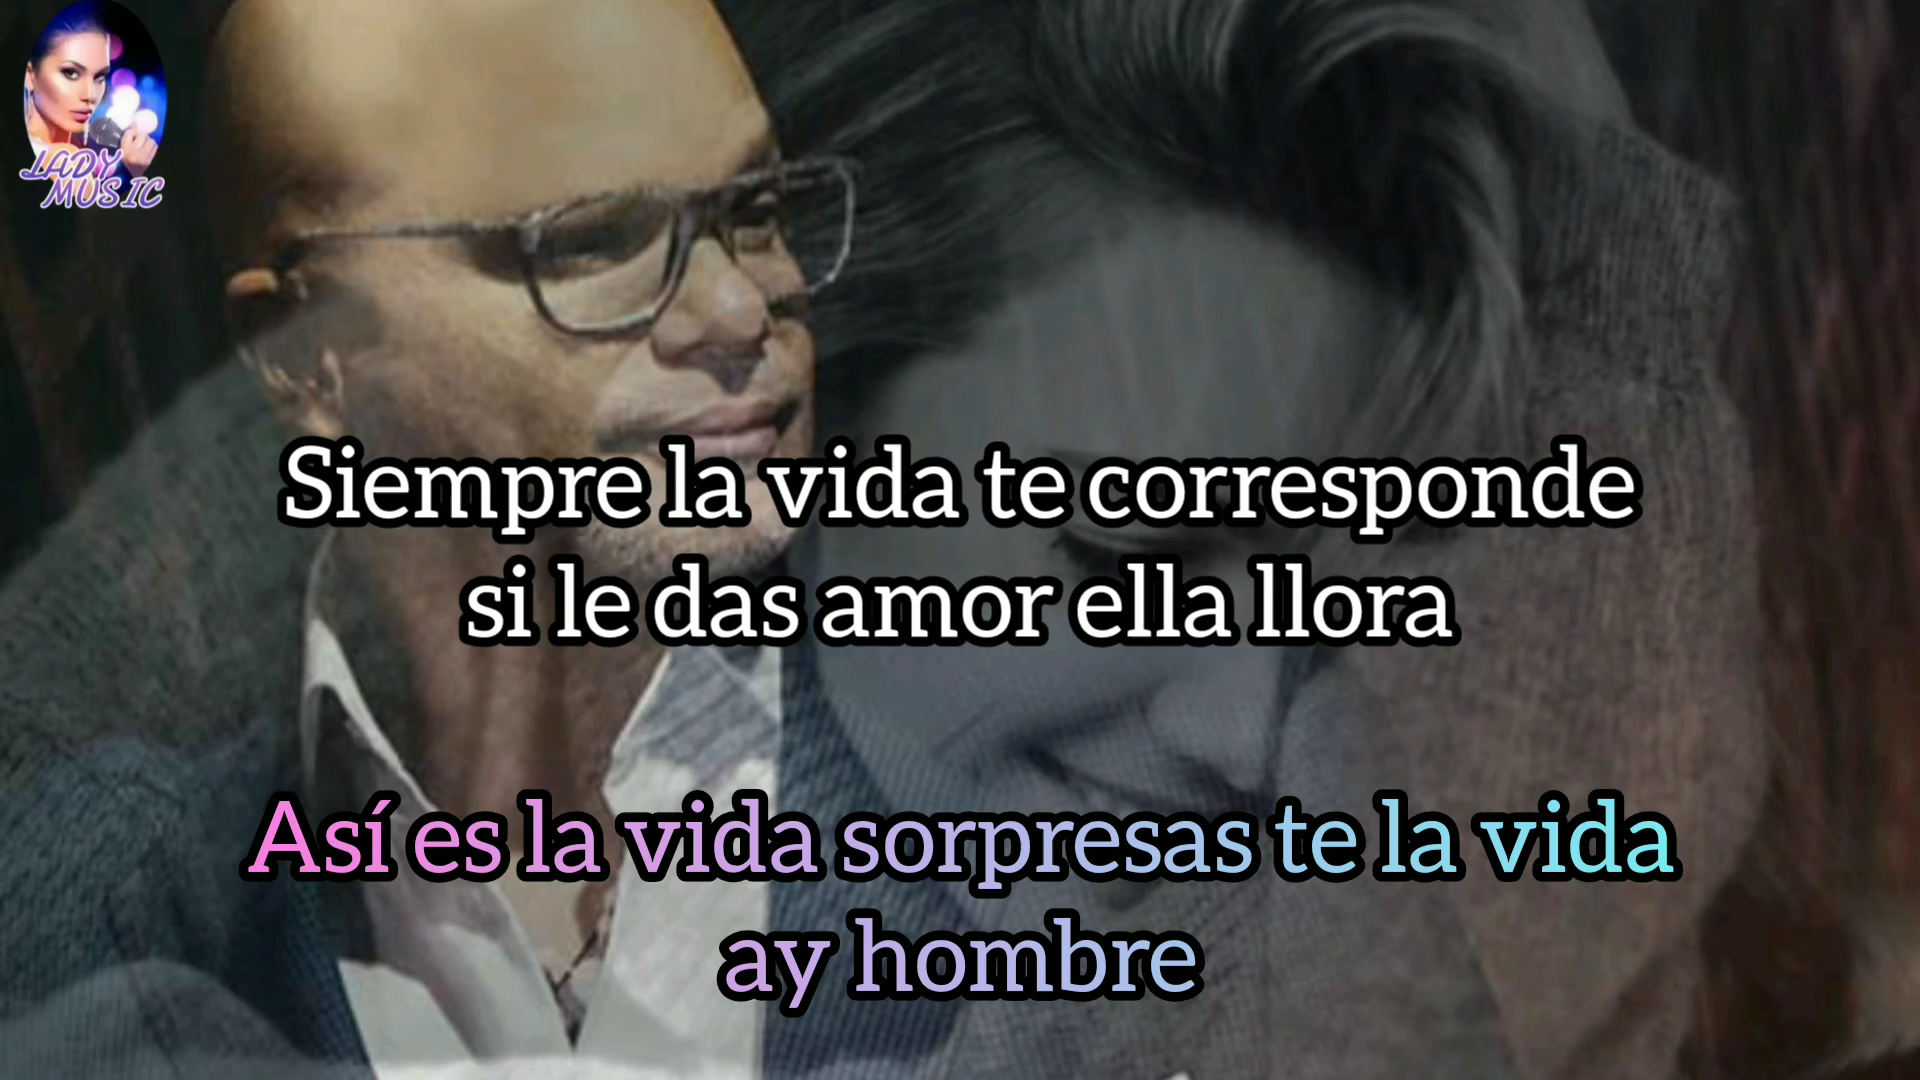 LADY
MUSIC
Siempre la vida te corresponde
si le das amor ella llora
Así es la vida sorpresas te la vida
ay hombre